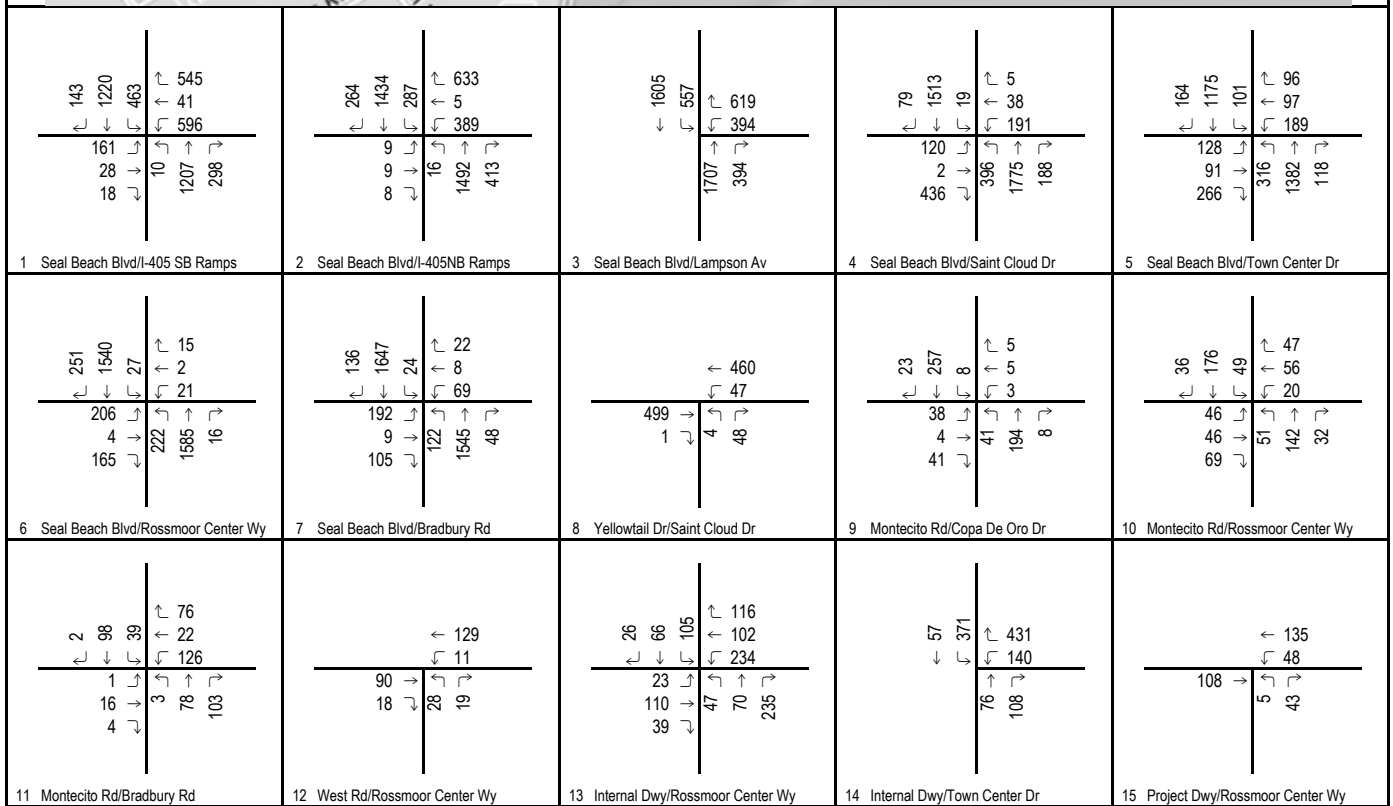 143 1220 463
↑ 545
← 41
↓ 596
161
28 →
18
10 1207 298
1 Seal Beach Blvd/I-405 SB Ramps
264 1434 287
633
← 5
389
9
9 →
8
16 1492 413
2 Seal Beach Blvd/I-405NB Ramps
1605 557
619
394
1707 394
3 Seal Beach Blvd/Lampson Av
79 1513 19
5
← 38
191
120
2 →
436
396 1775 188
4 Seal Beach Blvd/Saint Cloud Dr
164 1175 101
96
← 97
189
128
91 →
266
316 1382 118
5 Seal Beach Blvd/Town Center Dr
251 1540 27
15
← 2
21
206
4 →
165
222 1585 16
6 Seal Beach Blvd/Rossmoor Center Wy
136 1647 24
22
← 8
69
192
9 →
105
122 1545 48
7 Seal Beach Blvd/Bradbury Rd
← 460
47
499 →
1
4 48
8 Yellowtail Dr/Saint Cloud Dr
23 257 8
5
← 5
3
38
4 →
41
41 194 8
9 Montecito Rd/Copa De Oro Dr
36 176 49
47
← 56
20
46
46 →
69
51 142 32
10 Montecito Rd/Rossmoor Center Wy
2 98 39
76
← 22
126
1
16 →
4
3 78 103
11 Montecito Rd/Bradbury Rd
← 129
11
90 →
18
28 19
12 West Rd/Rossmoor Center Wy
26 66 105
116
← 102
234
23
110 →
39
47 70 235
13 Internal Dwy/Rossmoor Center Wy
57 371
431
140
76 108
14 Internal Dwy/Town Center Dr
← 135
48
108 →
5 43
15 Project Dwy/Rossmoor Center Wy